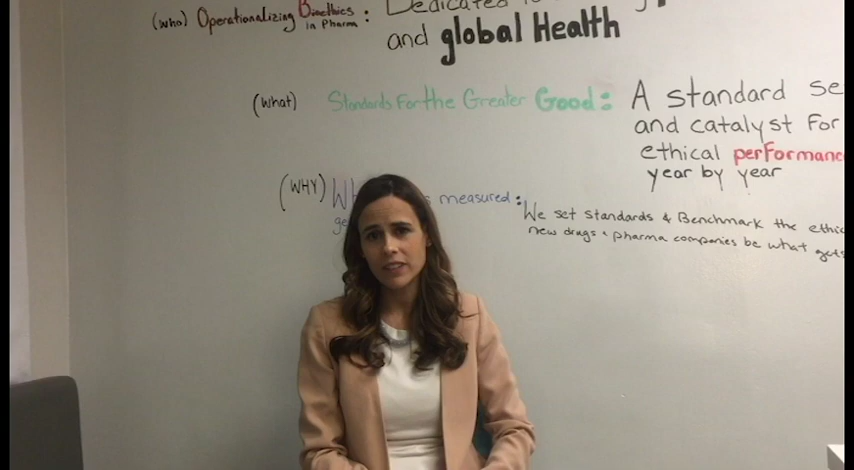 (who) Operationalizing Bioethics in Pharma: Dedicated
and global Health
(What) Standards For the Greater Good: A standard se
and catalyst For
ethical performanc
year by year
(WHY) measured: We set standards & Benchmark the ethic
new drugs & pharma companies be what gets